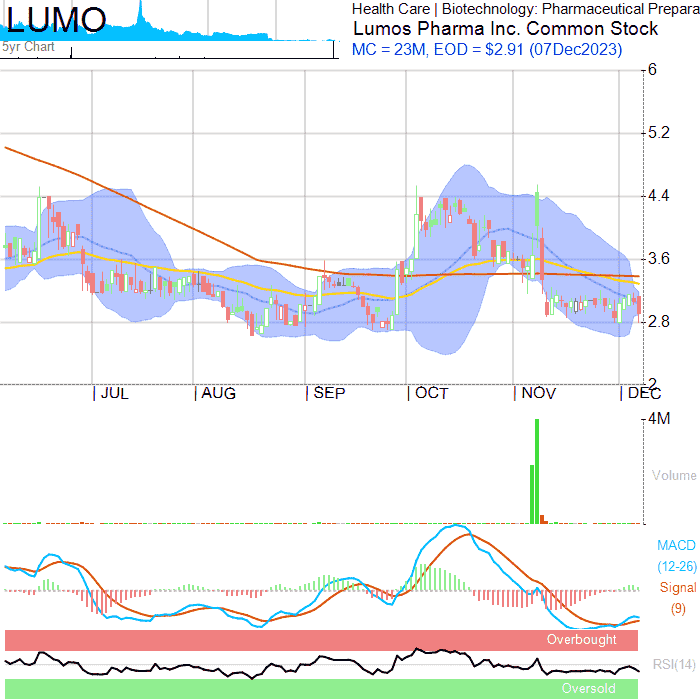 LUMO
5yr Chart
Health Care | Biotechnology: Pharmaceutical Prepara
Lumos Pharma Inc. Common Stock
MC = 23M, EOD = $2.91 (07Dec2023)
6
5.2
4.4
3.6
2.8
2
JUL AUG SEP OCT NOV DEC
4M
Volume
MACD
(12-26)
Signal
(9)
Overbought
RSI(14)
Oversold